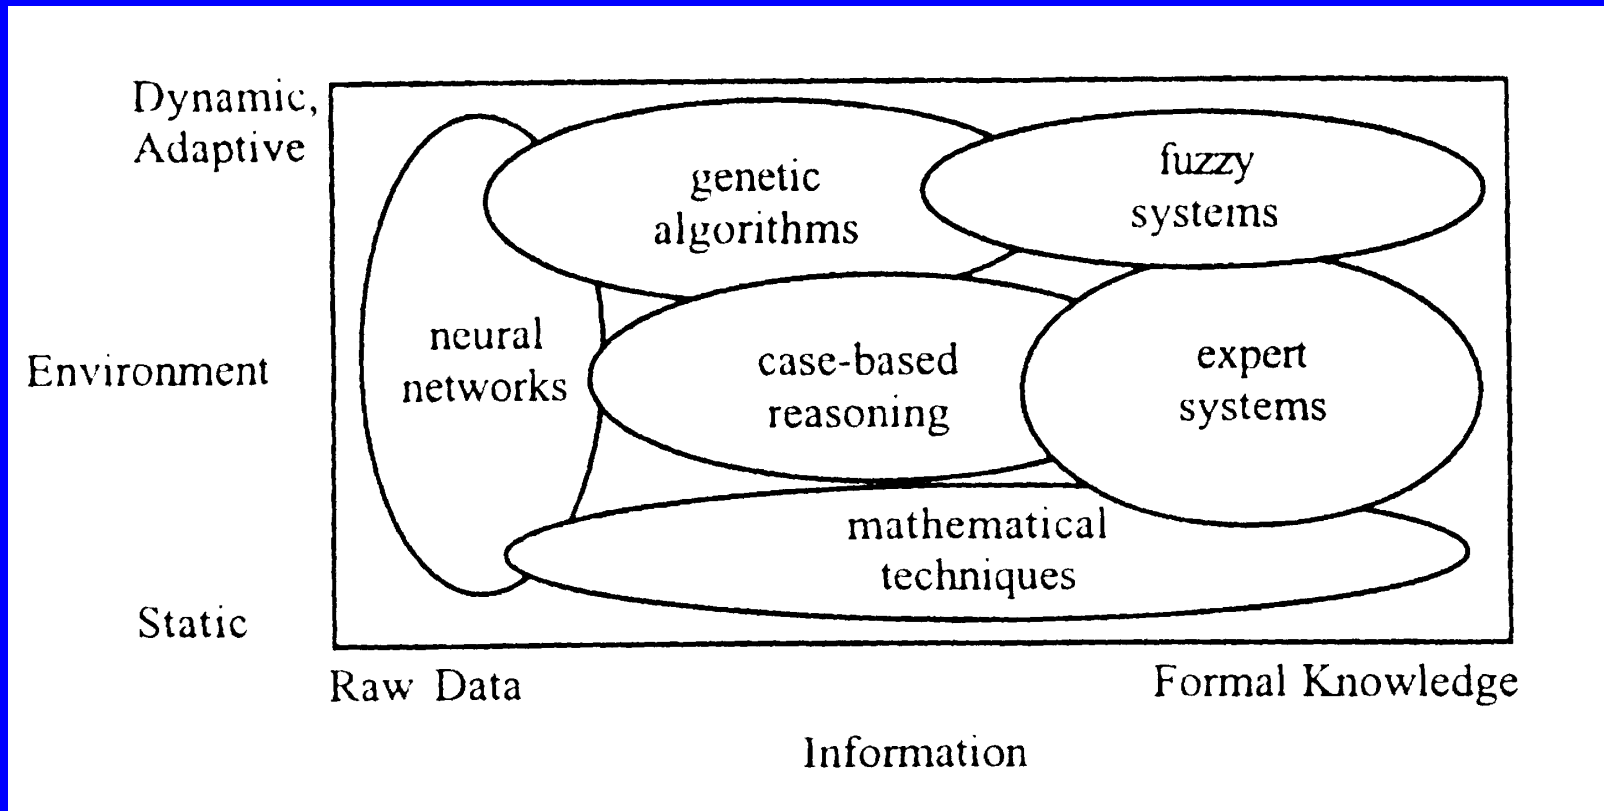 Dynamic,
Adaptive
genetic
algorithms
fuzzy
systems
neural
networks
Environment
case-based
reasoning
expert
systems
mathematical
techniques
Static
Raw Data
Formal Knowledge
Information